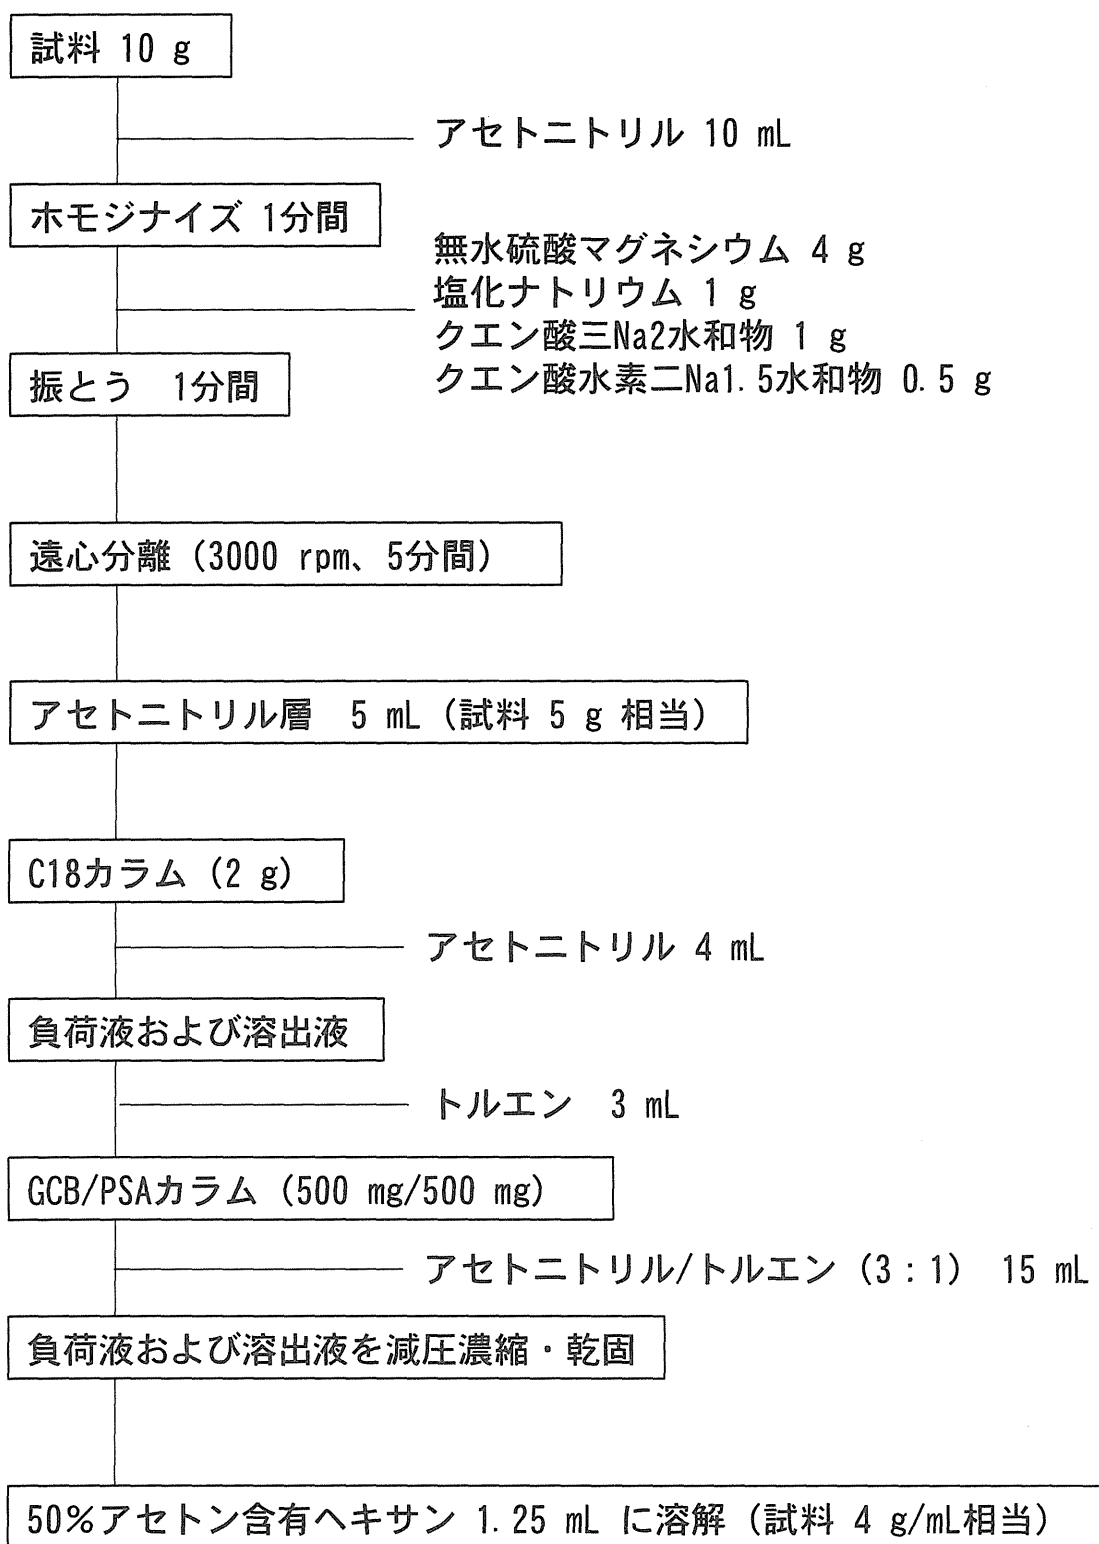 試料 10 g
アセトニトリル 10 mL
ホモジナイズ 1分間
無水硫酸マグネシウム 4 g
塩化ナトリウム 1 g
クエン酸三Na2水和物 1 g
クエン酸水素二Na1.5水和物 0.5 g
振とう 1分間
遠心分離（3000 rpm、5分間）
アセトニトリル層 5 mL（試料 5 g 相当）
C18カラム（2 g）
アセトニトリル 4 mL
負荷液および溶出液
トルエン 3 mL
GCB/PSAカラム（500 mg/500 mg）
アセトニトリル/トルエン（3：1） 15 mL
負荷液および溶出液を減圧濃縮・乾固
50%アセトン含有ヘキサン 1.25 mL に溶解（試料 4 g/mL相当）